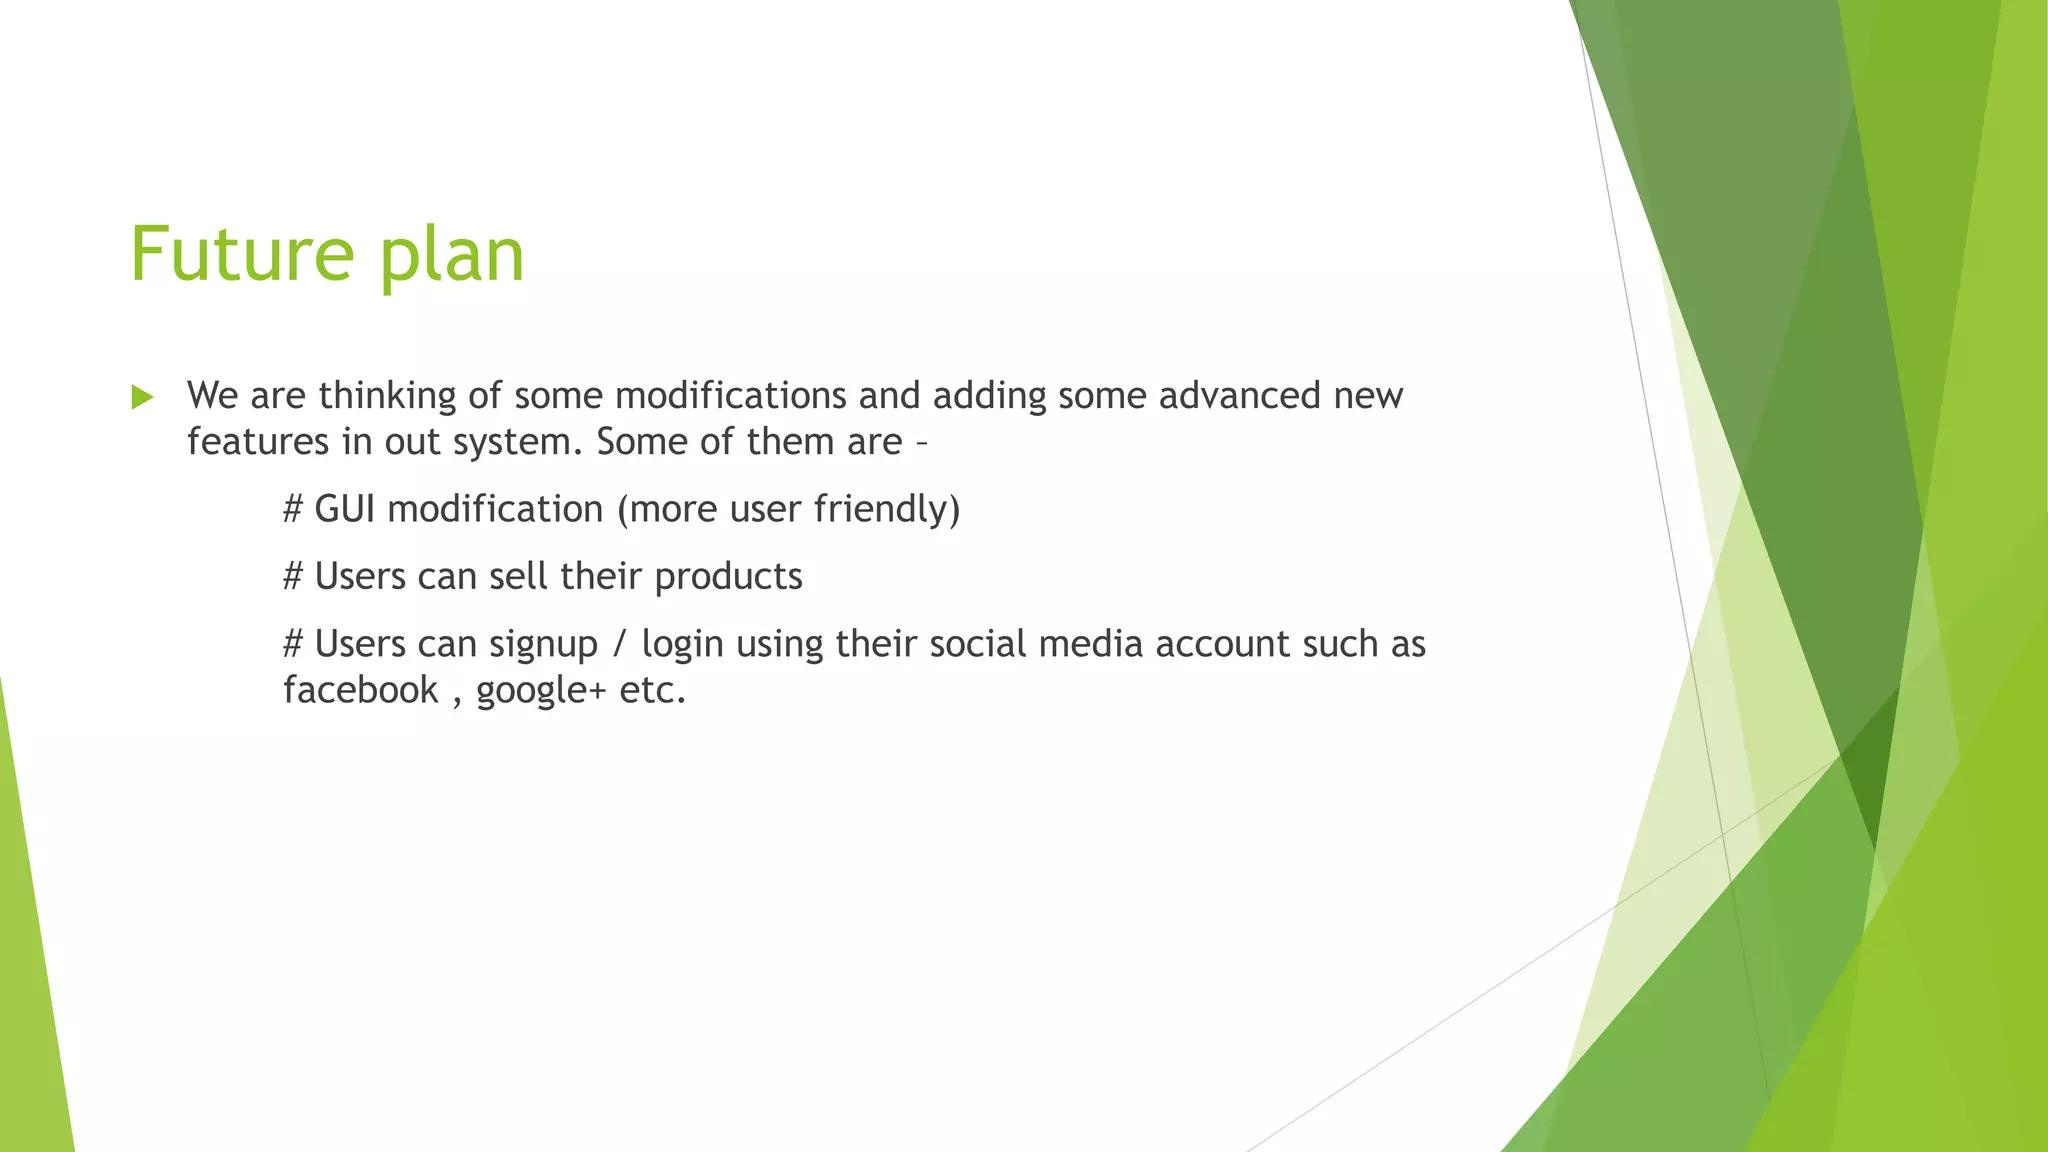 Future plan
We are thinking of some modifications and adding some advanced new
features in out system. Some of them are –
# GUI modification (more user friendly)
# Users can sell their products
# Users can signup / login using their social media account such as
facebook , google+ etc.